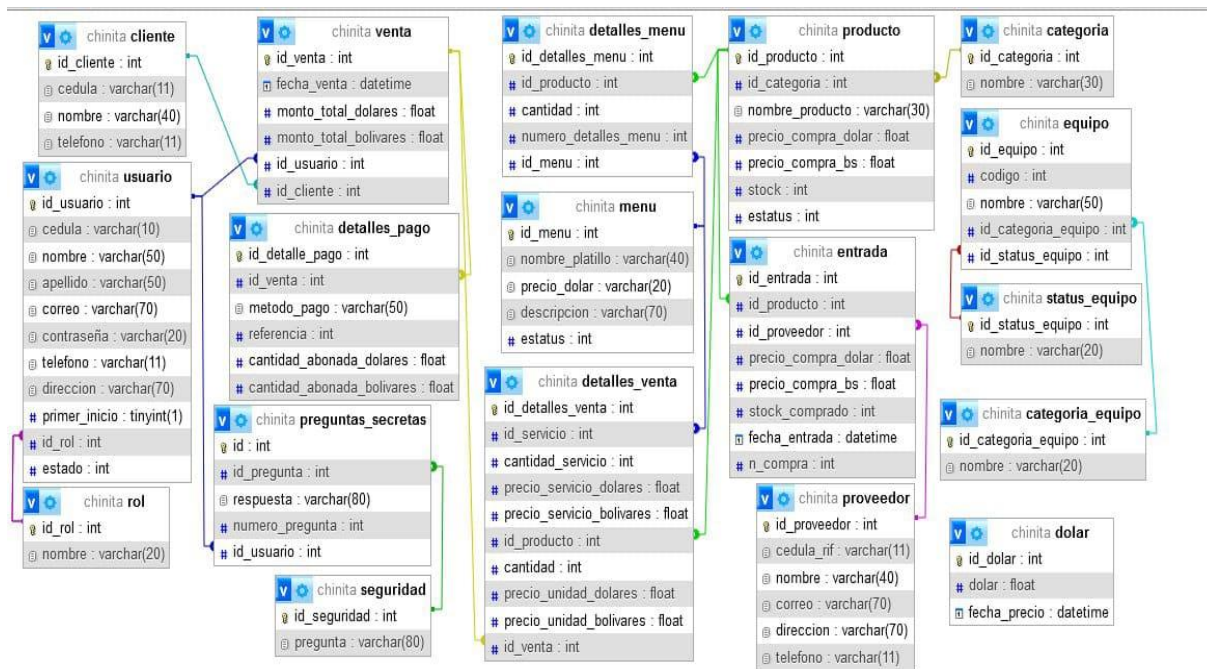 chinita cliente
id_cliente : int
cedula : varchar(11)
nombre : varchar(40)
telefono : varchar(11)
chinita usuario
id_usuario : int
cedula : varchar(10)
nombre : varchar(50)
apellido : varchar(50)
correo : varchar(70)
contraseña : varchar(20)
telefono : varchar(11)
direccion : varchar(70)
primer_inicio : tinyint(1)
id_rol : int
estado : int
chinita rol
id_rol : int
nombre : varchar(20)
chinita venta
id_venta : int
fecha_venta : datetime
monto_total_dolares : float
monto_total_bolivares : float
id_usuario : int
id_cliente : int
chinita detalles_pago
id_detalle_pago : int
id_venta : int
metodo_pago : varchar(50)
referencia : int
cantidad_abonada_dolares : float
cantidad_abonada_bolivares : float
chinita preguntas_secretas
id : int
id_pregunta : int
respuesta : varchar(80)
numero_pregunta : int
id_usuario : int
chinita seguridad
id_seguridad : int
pregunta : varchar(80)
chinita detalles_menu
id_detalles_menu : int
id_producto : int
cantidad : int
numero_detalles_menu : int
id_menu : int
chinita menu
id_menu : int
nombre_platillo : varchar(40)
precio_dolar : varchar(20)
descripcion : varchar(70)
estatus : int
chinita detalles_venta
id_detalles_venta : int
id_servicio : int
cantidad_servicio : int
precio_servicio_dolares : float
precio_servicio_bolivares : float
id_producto : int
cantidad : int
precio_unidad_dolares : float
precio_unidad_bolivares : float
id_venta : int
chinita producto
id_producto : int
id_categoria : int
nombre_producto : varchar(30)
precio_compra_dolar : float
precio_compra_bs : float
stock : int
estatus : int
chinita entrada
id_entrada : int
id_producto : int
id_proveedor : int
precio_compra_dolar : float
precio_compra_bs : float
stock_comprado : int
fecha_entrada : datetime
n_compra : int
chinita proveedor
id_proveedor : int
cedula_rif : varchar(11)
nombre : varchar(40)
correo : varchar(70)
direccion : varchar(70)
telefono : varchar(11)
chinita categoria
id_categoria : int
nombre : varchar(30)
chinita equipo
id_equipo : int
codigo : int
nombre : varchar(50)
id_categoria_equipo : int
id_status_equipo : int
chinita status_equipo
id_status_equipo : int
nombre : varchar(20)
chinita categoria_equipo
id_categoria_equipo : int
nombre : varchar(20)
chinita dolar
id_dolar : int
dolar : float
fecha_precio : datetime